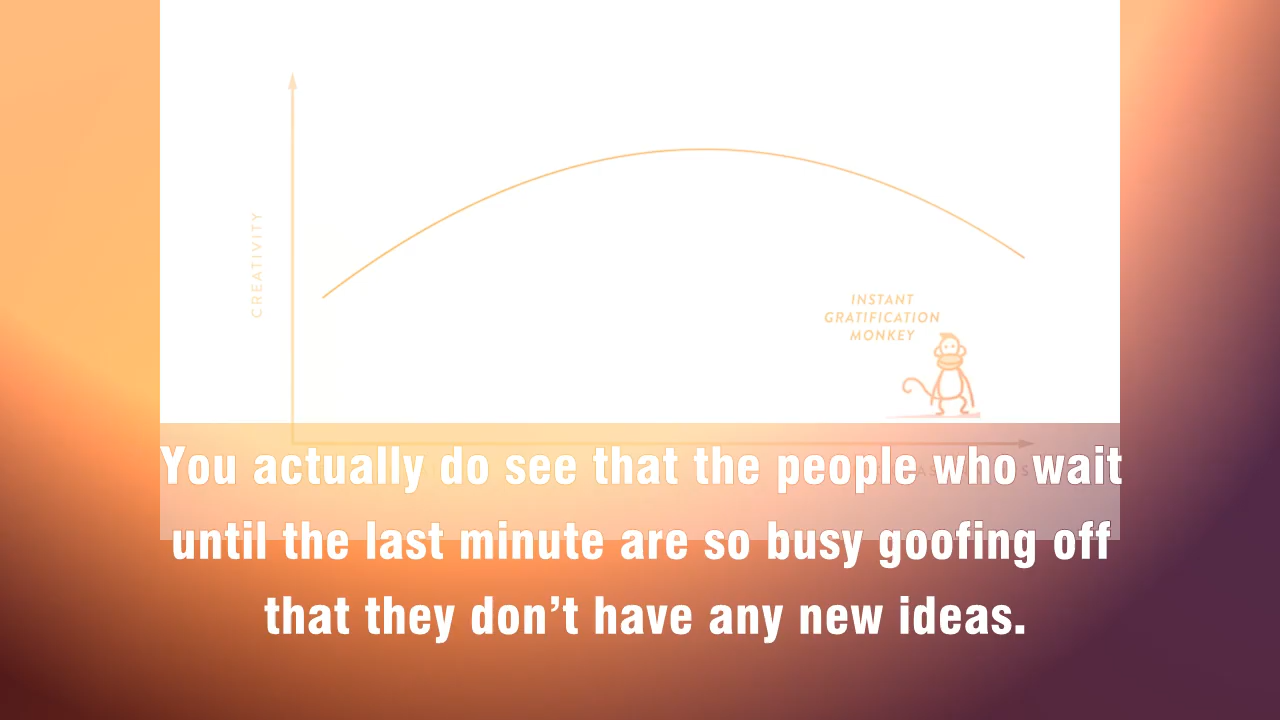 CREATIVITY
INSTANT
GRATIFICATION
MONKEY
You actually do see that the people who wait
until the last minute are so busy goofing off
that they don’t have any new ideas.